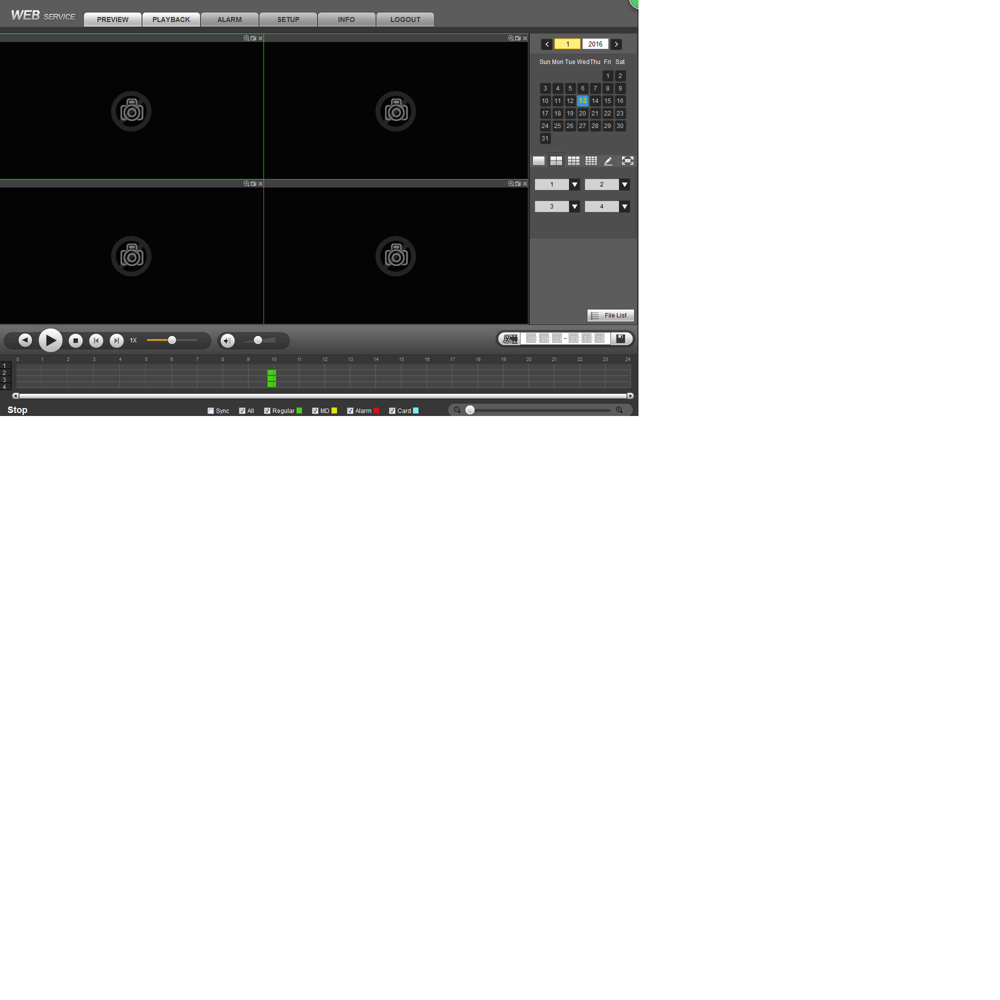 WEB SERVICE
PREVIEW PLAYBACK ALARM SETUP INFO LOGOUT
1 2016
Sun Mon Tue Wed Thu Fri Sat
1 2
3 4 5 6 7 8 9
10 11 12 13 14 15 16
17 18 19 20 21 22 23
24 25 26 27 28 29 30
31
1 2
3 4
File List
1X
00: 00: 00 ~ 23: 59: 59
0 1 2 3 4 5 6 7 8 9 10 11 12 13 14 15 16 17 18 19 20 21 22 23 24
1
2
3
4
Stop Sync All Regular MD Alarm Card